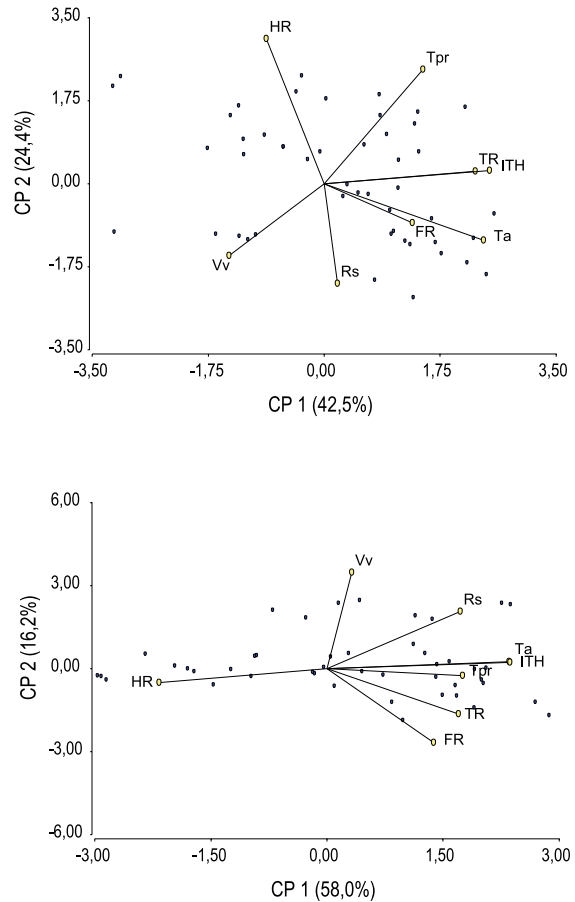 3,50
HR
Tpr
1,75
TR ITH
0,00
FR
Ta
Vv
Rs
-1,75
-3,50
-3,50 -1,75 0,00 1,75 3,50
CP 2 (24,4%)
CP 1 (42,5%)
6,00
Vv
3,00
Rs
Ta
ITH
0,00
HR
Tpr
TR
FR
-3,00
-6,00
-3,00 -1,50 0,00 1,50 3,00
CP 2 (16,2%)
CP 1 (58,0%)